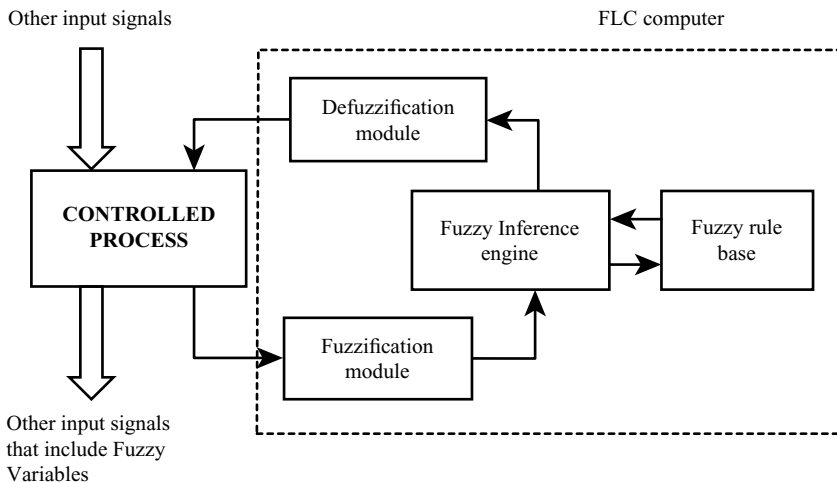 Other input signals
FLC computer
Defuzzification
module
CONTROLLED
PROCESS
Fuzzy Inference
engine
Fuzzy rule
base
Fuzzification
module
Other input signals
that include Fuzzy
Variables